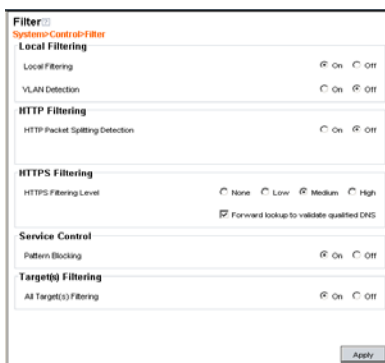 Filter
System>Control>Filter
Local Filtering
Local Filtering On Off
VLAN Detection On Off
HTTP Filtering
HTTP Packet Splitting Detection On Off
HTTPS Filtering
HTTPS Filtering Level None Low Medium High
Forward lookup to validate qualified DNS
Service Control
Pattern Blocking On Off
Target(s) Filtering
All Target(s) Filtering On Off
Apply